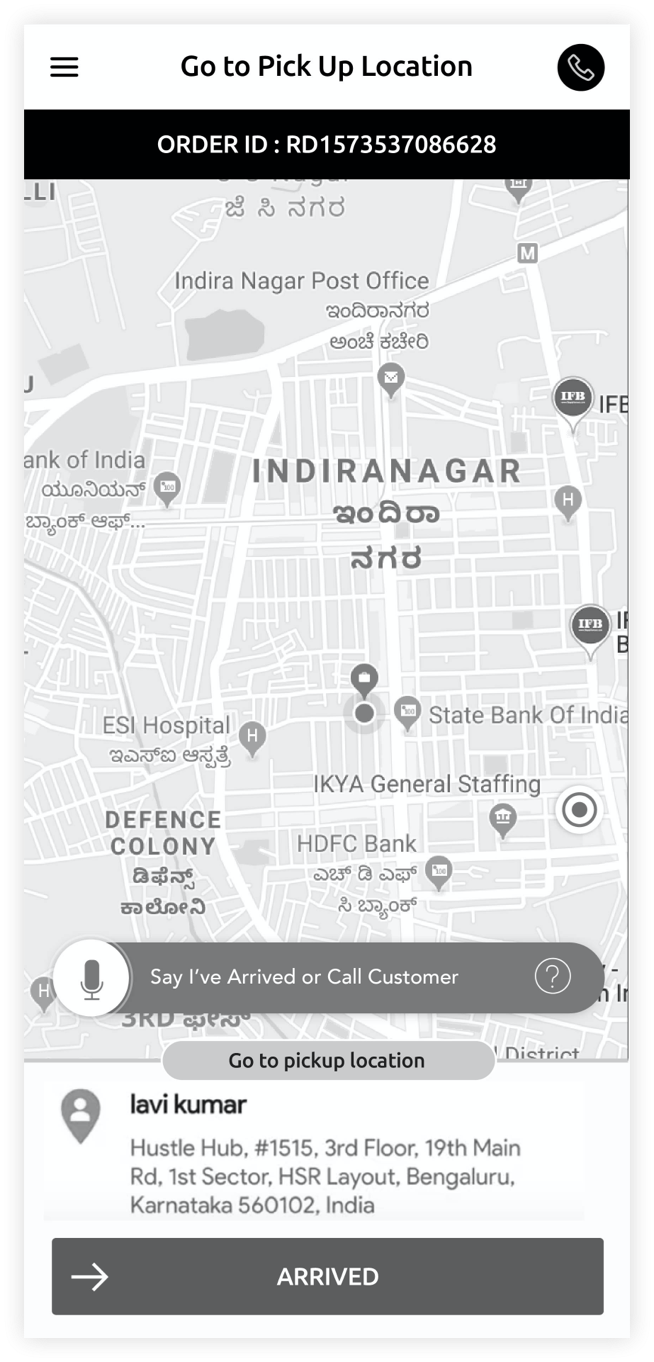 Go to Pick Up Location
ORDER ID : RD1573537086628
LLI
ಜೆ ಸಿ ನಗರ
M
Indira Nagar Post Office
ಇಂದಿರಾನಗರ
ಅಂಚೆ ಕಚೇರಿ
U
IFB
IFB
ank of India
ಯೂನಿಯನ್
ಬ್ಯಾಂಕ್ ಆಫ್...
INDIRANAGAR
ಇಂದಿರಾ
ನಗರ
H
IFB
B
State Bank Of India
ESI Hospital
H
ಇಎಸ್‌ಐ ಆಸ್ಪತ್ರೆ
IKYA General Staffing
DEFENCE
COLONY
ಡಿಫೆನ್ಸ್
ಕಾಲೋನಿ
HDFC Bank
ಎಚ್ ಡಿ ಎಫ್
ಸಿ ಬ್ಯಾಂಕ್
Say I've Arrived or Call Customer
?
H
3RD ಫೇಸ್
District
Go to pickup location
lavi kumar
Hustle Hub, #1515, 3rd Floor, 19th Main
Rd, 1st Sector, HSR Layout, Bengaluru,
Karnataka 560102, India
ARRIVED